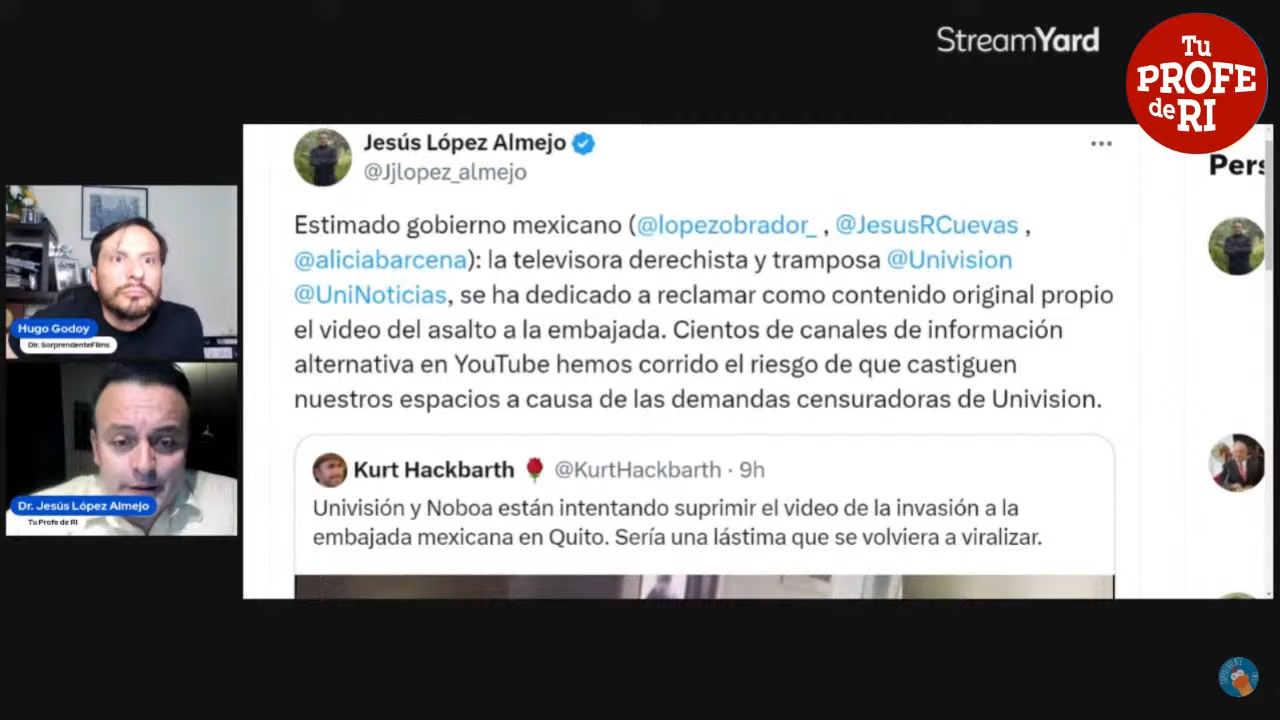 StreamYard
Tu
PROFE
de RI
Jesús López Almejo
@Jjlopez_almejo
Estimado gobierno mexicano (@lopezobrador_ , @JesusRCuevas ,
@aliciabarcena): la televisora derechista y tramposa @Univision
@UniNoticias, se ha dedicado a reclamar como contenido original propio
el video del asalto a la embajada. Cientos de canales de información
alternativa en YouTube hemos corrido el riesgo de que castiguen
nuestros espacios a causa de las demandas censuradoras de Univision.
Kurt Hackbarth 🌹 @KurtHackbarth · 9h
Univisión y Noboa están intentando suprimir el video de la invasión a la
embajada mexicana en Quito. Sería una lástima que se volviera a viralizar.
Pers
Hugo Godoy
Dir. SorprendenteFilms
Dr. Jesús López Almejo
Tu Profe de RI